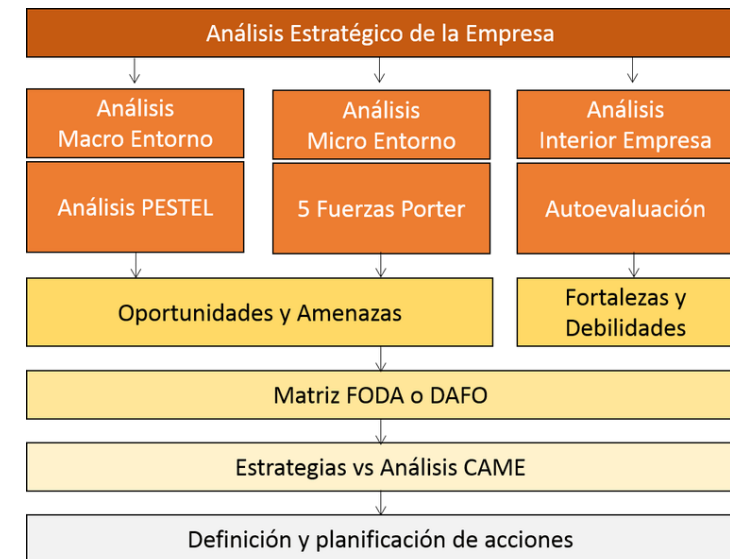 Análisis Estratégico de la Empresa
Análisis
Macro Entorno
Análisis
Micro Entorno
Análisis
Interior Empresa
Análisis PESTEL
5 Fuerzas Porter
Autoevaluación
Oportunidades y Amenazas
Fortalezas y
Debilidades
Matriz FODA o DAFO
Estrategias vs Análisis CAME
Definición y planificación de acciones